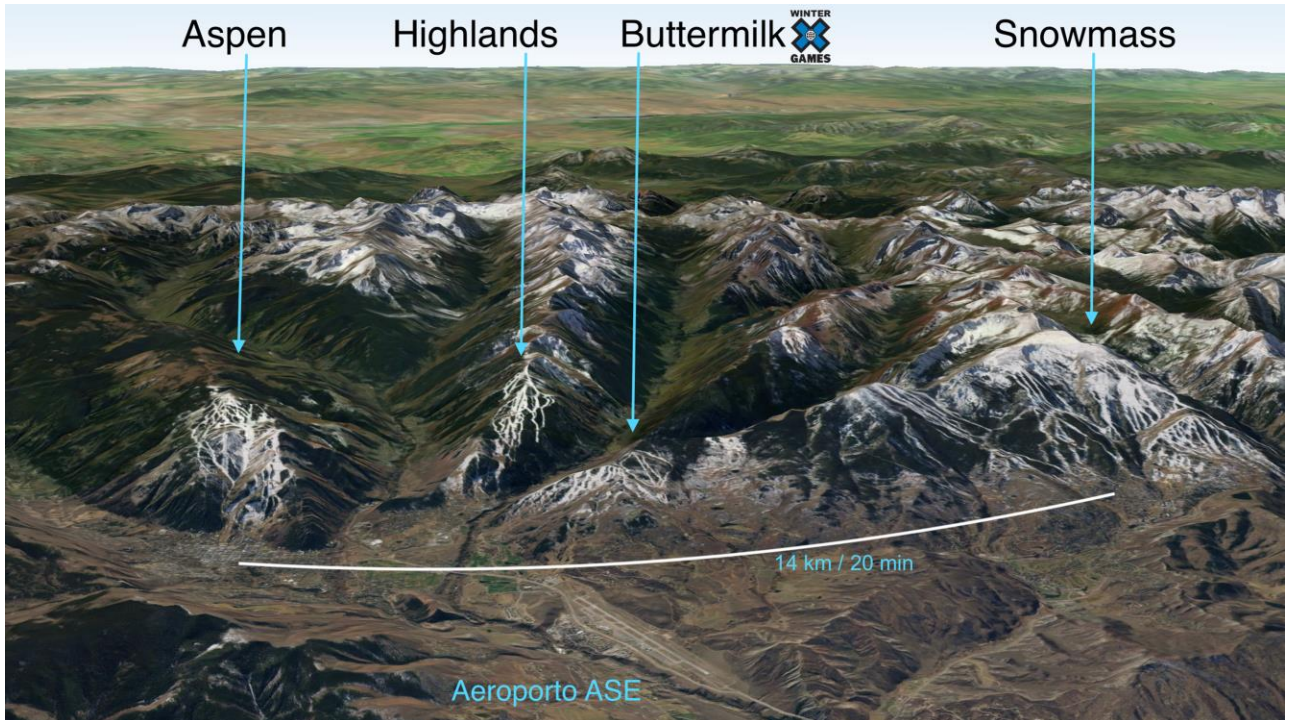 Aspen
Highlands
Buttermilk
WINTER
X
GAMES
Snowmass
14 km / 20 min
Aeroporto ASE